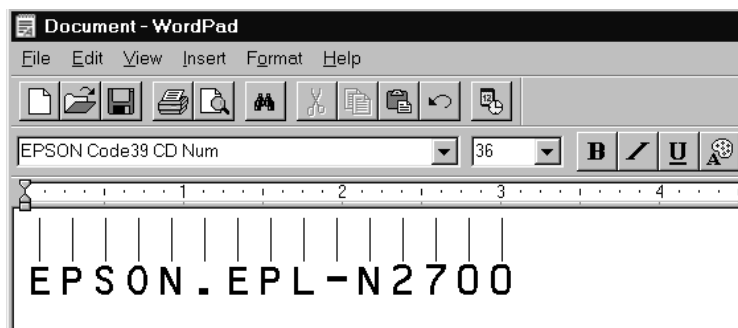 Document - WordPad
File Edit View Insert Format Help
EPSON Code39 CD Num 36 B I U A
1 2 3 4
EPSON.EPL-N2700